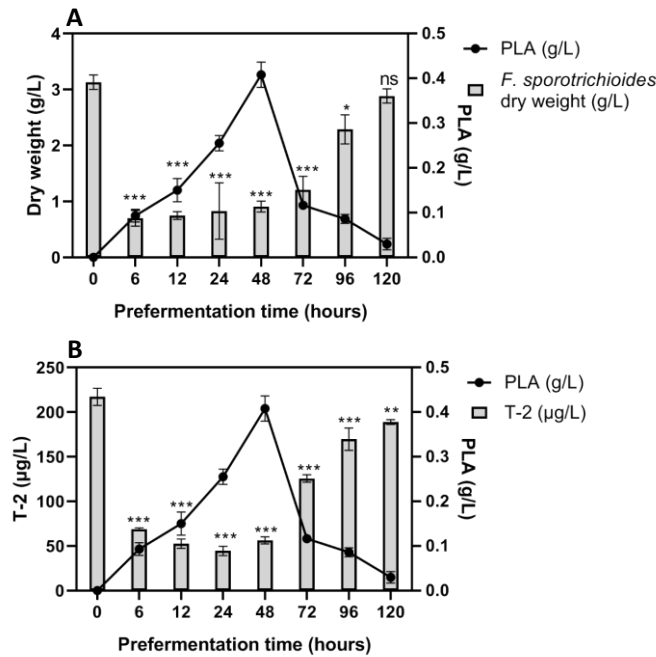 A
4
3
2
1
0
Dry weight (g/L)
***
***
***
***
***
*
ns
0.5
0.4
0.3
0.2
0.1
0.0
PLA (g/L)
0 6 12 24 48 72 96 120
Prefermentation time (hours)
PLA (g/L)
F. sporotrichioides
dry weight (g/L)
B
250
200
150
100
50
0
T-2 (µg/L)
***
***
***
***
***
***
**
0.5
0.4
0.3
0.2
0.1
0.0
PLA (g/L)
0 6 12 24 48 72 96 120
Prefermentation time (hours)
PLA (g/L)
T-2 (µg/L)